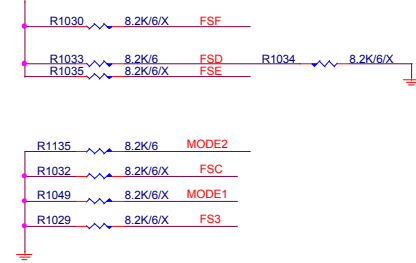 R1030 8.2K/6/X FSF
R1033 8.2K/6 FSD R1034 8.2K/6/X
R1035 8.2K/6/X FSE
R1135 8.2K/6 MODE2
R1032 8.2K/6/X FSC
R1049 8.2K/6/X MODE1
R1029 8.2K/6/X FS3